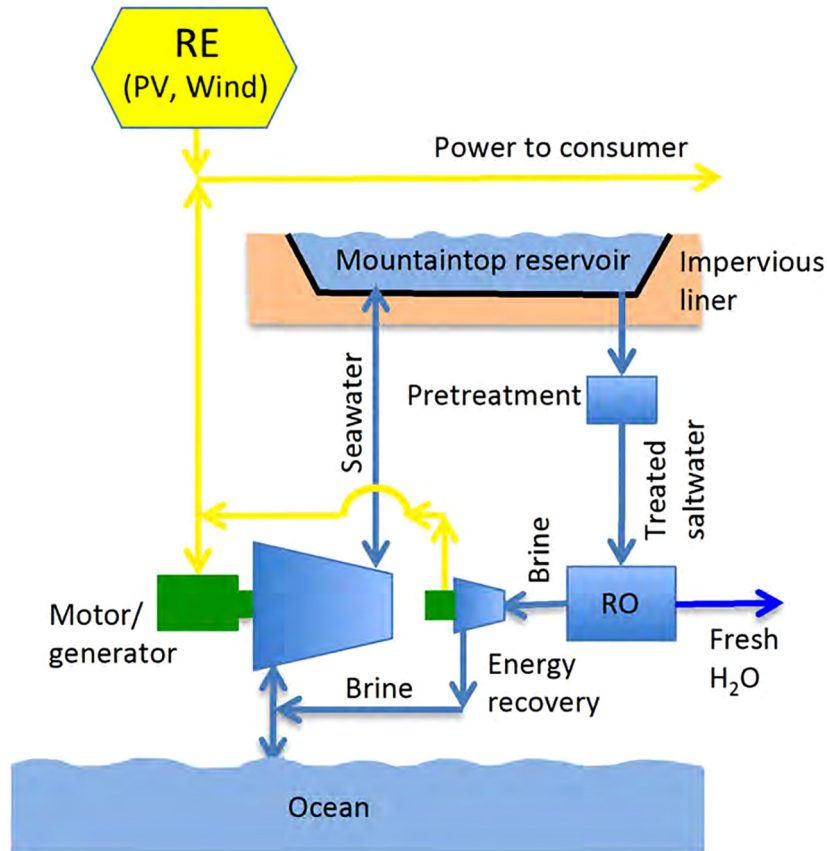 RE
(PV, Wind)
Power to consumer
Mountaintop reservoir
Impervious
liner
Pretreatment
Seawater
Treated
saltwater
Brine
RO
Motor/
generator
Fresh
H₂O
Energy
recovery
Brine
Ocean